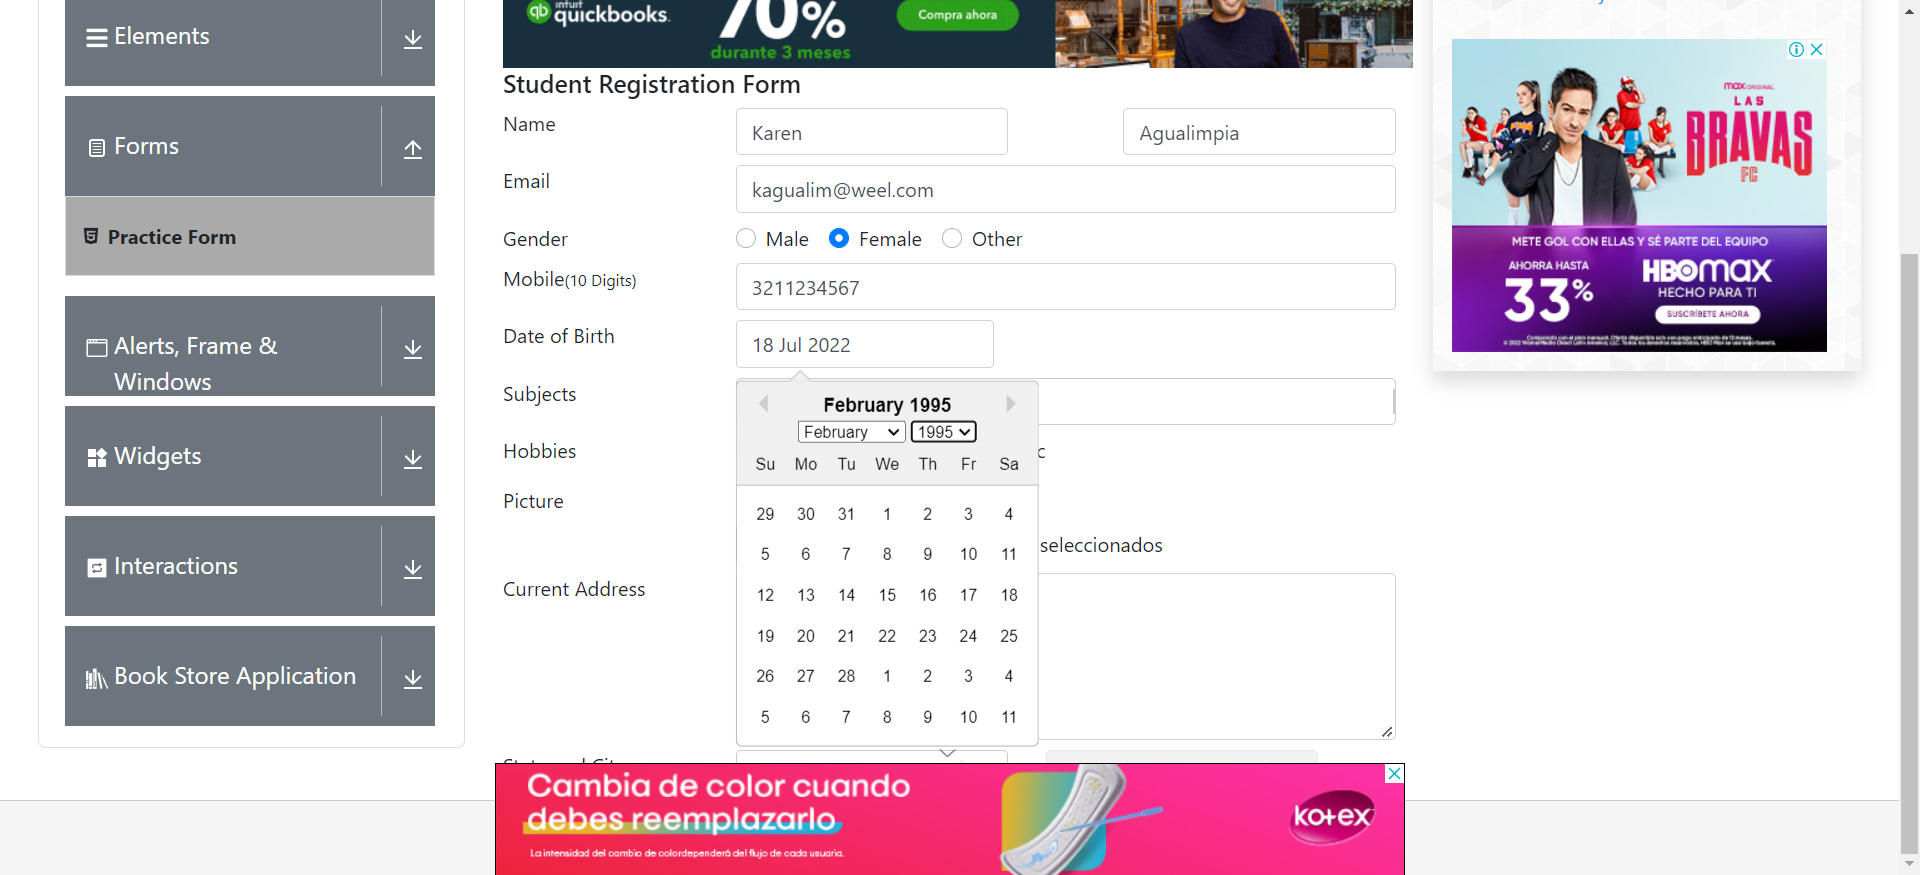 Elements
Forms
Practice Form
Alerts, Frame &
Windows
Widgets
Interactions
Book Store Application
qb intuit
quickbooks.
70%
durante 3 meses
Compra ahora
Student Registration Form
Name
Karen
Agualimpia
Email
kagualim@weel.com
Gender
Male
Female
Other
Mobile(10 Digits)
3211234567
Date of Birth
18 Jul 2022
Subjects
February 1995
February 1995
Su Mo Tu We Th Fr Sa
29 30 31 1 2 3 4
5 6 7 8 9 10 11
12 13 14 15 16 17 18
19 20 21 22 23 24 25
26 27 28 1 2 3 4
5 6 7 8 9 10 11
Hobbies
c
Picture
seleccionados
Current Address
max ORIGINAL
LAS
BRAVAS
FC
METE GOL CON ELLAS Y SÉ PARTE DEL EQUIPO
AHORRA HASTA
33%
HBOmax
HECHO PARA TI
SUSCRÍBETE AHORA
Cambia de color cuando
debes reemplazarlo
La intensidad del cambio de color dependerá del flujo de cada usuaria.
kotex